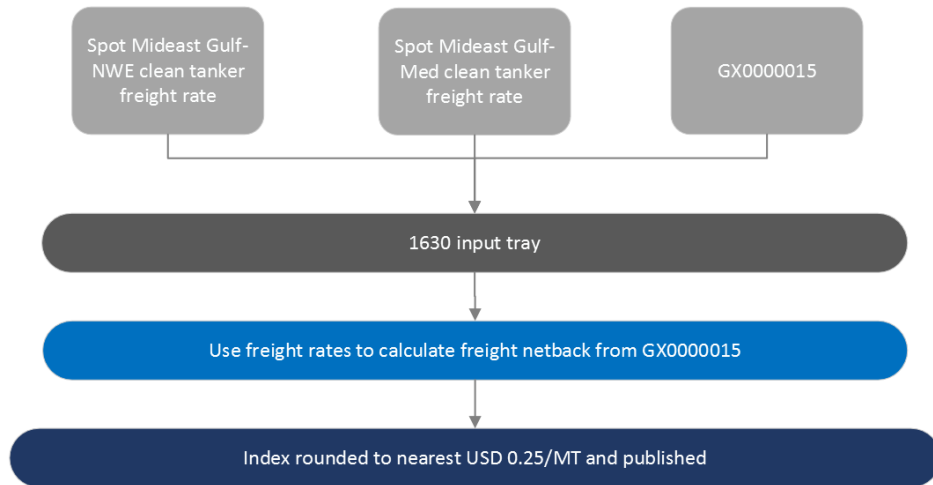 Spot Mideast Gulf-
NWE clean tanker
freight rate
Spot Mideast Gulf-
Med clean tanker
freight rate
GX0000015
1630 input tray
Use freight rates to calculate freight netback from GX0000015
Index rounded to nearest USD 0.25/MT and published